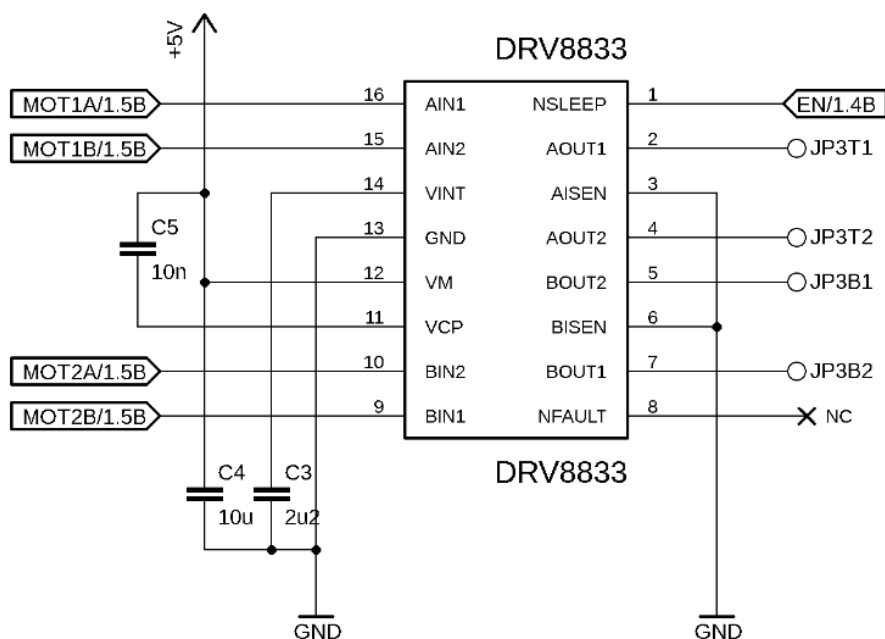 +5V
DRV8833
MOT1A/1.5B
16
AIN1
NSLEEP
1
EN/1.4B
MOT1B/1.5B
15
AIN2
AOUT1
2
JP3T1
14
VINT
AISEN
3
C5
10n
13
GND
AOUT2
4
JP3T2
12
VM
BOUT2
5
JP3B1
11
VCP
BISEN
6
MOT2A/1.5B
10
BIN2
BOUT1
7
JP3B2
MOT2B/1.5B
9
BIN1
NFAULT
8
NC
DRV8833
C4
10u
C3
2u2
GND
GND